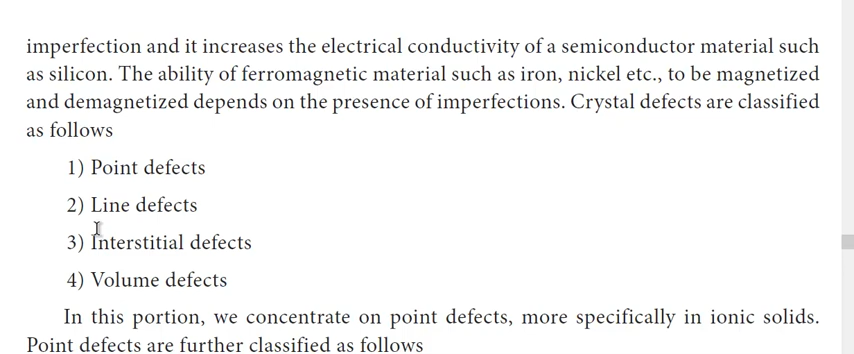 imperfection and it increases the electrical conductivity of a semiconductor material such
as silicon. The ability of ferromagnetic material such as iron, nickel etc., to be magnetized
and demagnetized depends on the presence of imperfections. Crystal defects are classified
as follows
1) Point defects
2) Line defects
3) Interstitial defects
4) Volume defects
In this portion, we concentrate on point defects, more specifically in ionic solids.
Point defects are further classified as follows